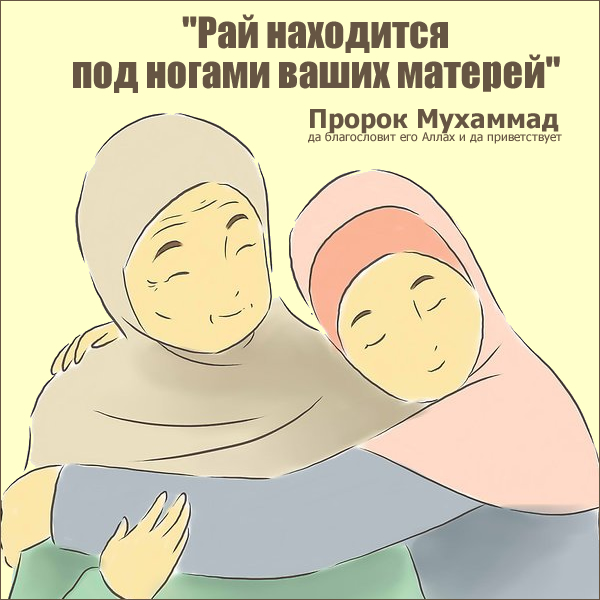 "Рай находится
под ногами ваших матерей"
Пророк Мухаммад
да благословит его Аллах и да приветствует